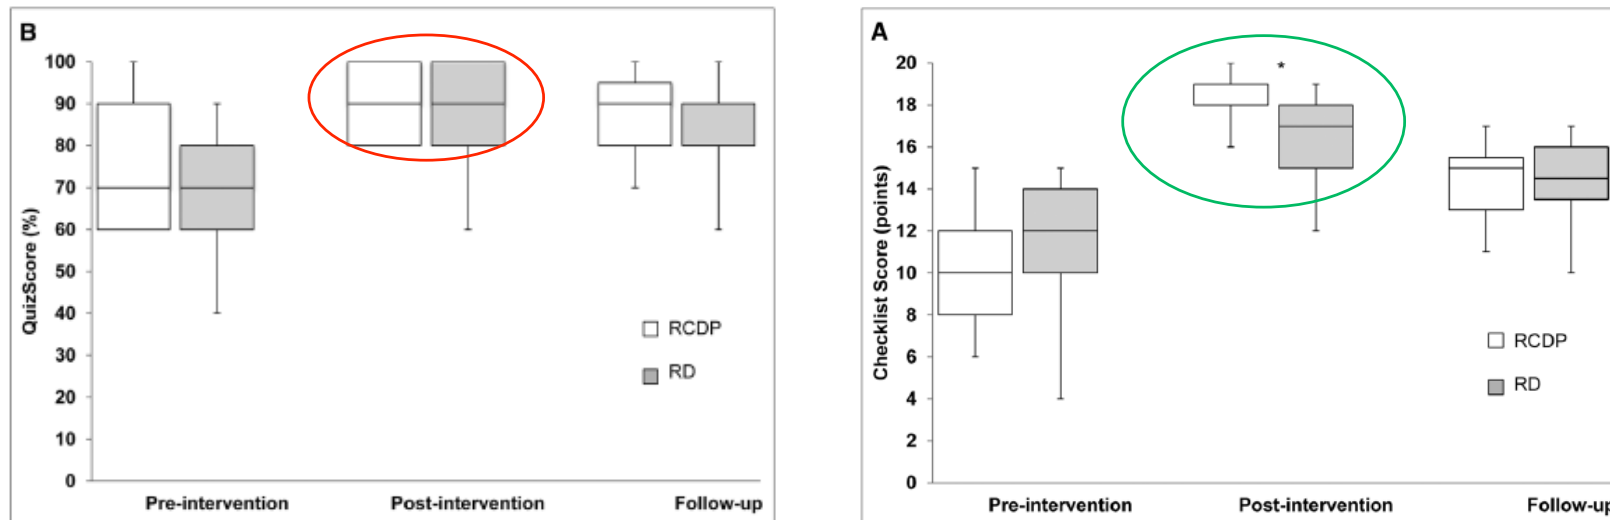 B
100
90
80
70
60
50
40
30
20
10
0
QuizScore (%)
RCDP
RD
Pre-intervention
Post-intervention
Follow-up
A
20
18
16
14
12
10
8
6
4
2
0
Checklist Score (points)
*
RCDP
RD
Pre-intervention
Post-intervention
Follow-up